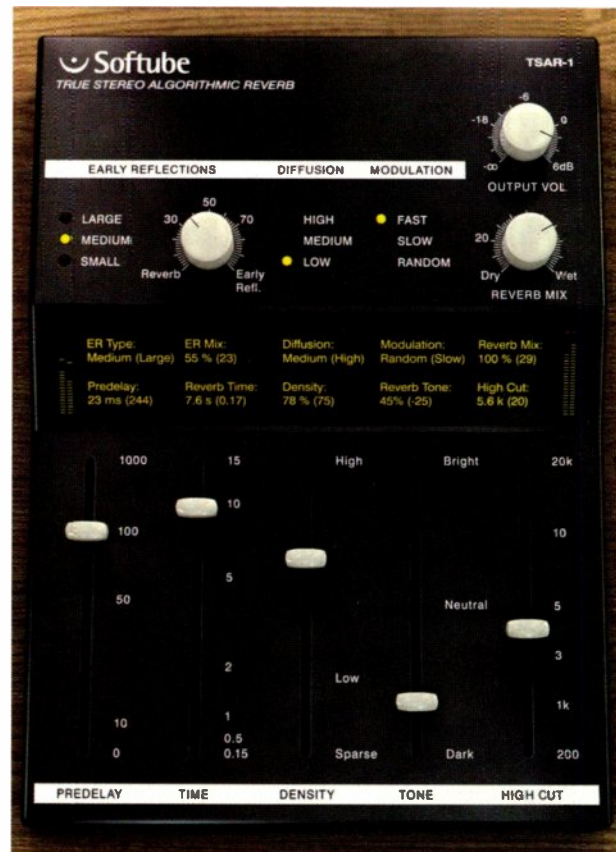 Softube
TSAR-1
TRUE STEREO ALGORITHMIC REVERB
-6
-18
0
-∞
6dB
OUTPUT VOL
EARLY REFLECTIONS
DIFFUSION
MODULATION
LARGE
MEDIUM
SMALL
50
30
70
Reverb
Early
Refl.
HIGH
MEDIUM
LOW
FAST
SLOW
RANDOM
20
Dry
Wet
REVERB MIX
ER Type:
Medium (Large)
ER Mix:
55 % (23)
Diffusion:
Medium (High)
Modulation:
Random (Slow)
Reverb Mix:
100 % (29)
Predelay:
23 ms (244)
Reverb Time:
7.6 s (0.17)
Density:
78 % (75)
Reverb Tone:
45% (-25)
High Cut:
5.6 k (20)
1000
100
50
10
0
15
10
5
2
1
0.5
0.15
High
Low
Sparse
Bright
Neutral
Dark
20k
10
5
3
1k
200
PREDELAY
TIME
DENSITY
TONE
HIGH CUT